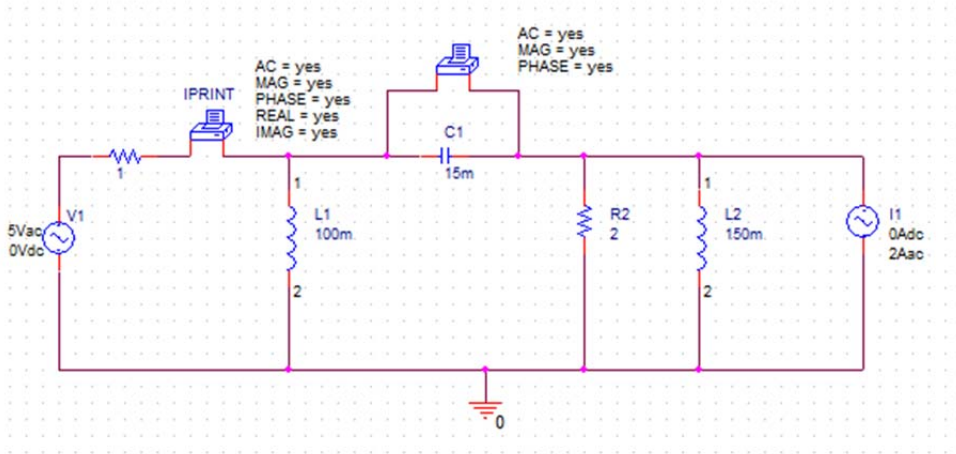 AC = yes
MAG = yes
PHASE = yes
AC = yes
MAG = yes
PHASE = yes
REAL = yes
IMAG = yes
IPRINT
C1
15m
1
1
1
V1
5Vac
0Vdc
L1
100m
R2
2
L2
150m
I1
0Adc
2Aac
2
2
0